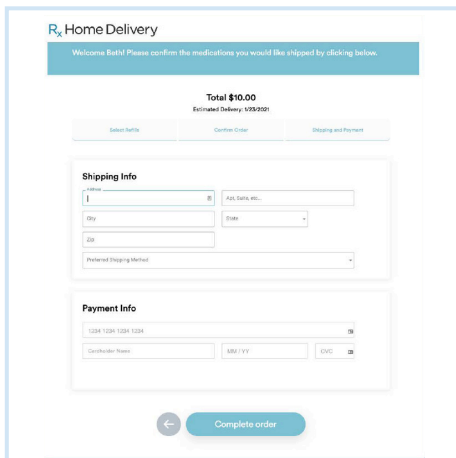 Rx Home Delivery
Welcome Beth! Please confirm the medications you would like shipped by clicking below.
Total $10.00
Estimated Delivery: 1/23/2021
Select Refills Confirm Order Shipping and Payment
Shipping Info
Address
Apt, Suite, etc...
City State
Zip
Preferred Shipping Method
Payment Info
1234 1234 1234 1234
Cardholder Name MM / YY CVC
Complete order